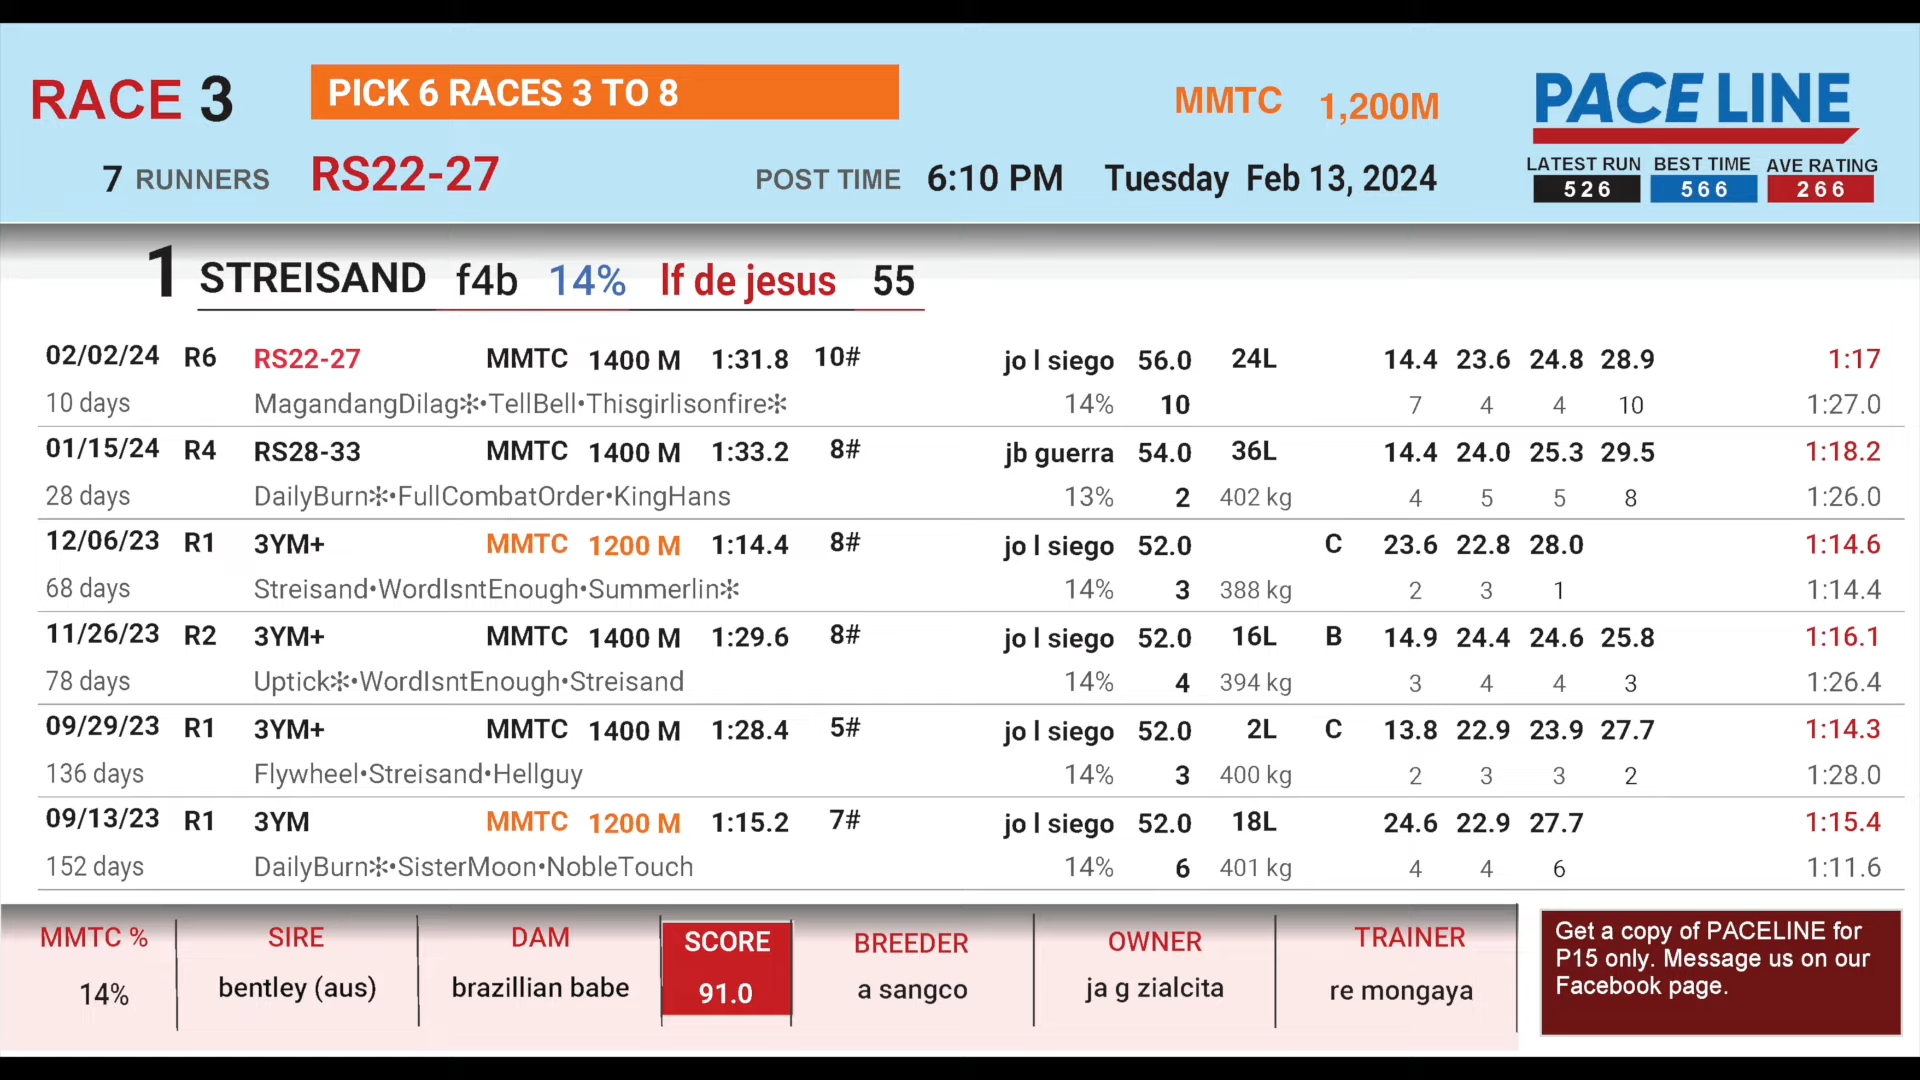 RACE 3
PICK 6 RACES 3 TO 8
MMTC 1,200M
PACE LINE
7 RUNNERS RS22-27 POST TIME 6:10 PM Tuesday Feb 13, 2024
LATEST RUN BEST TIME AVE RATING
526 566 266
1 STREISAND f4b 14% lf de jesus 55
02/02/24 R6 RS22-27 MMTC 1400 M 1:31.8 10# jo l siego 56.0 24L 14.4 23.6 24.8 28.9 1:17
10 days MagandangDilag✻•TellBell•Thisgirlisonfire✻ 14% 10 7 4 4 10 1:27.0
01/15/24 R4 RS28-33 MMTC 1400 M 1:33.2 8# jb guerra 54.0 36L 14.4 24.0 25.3 29.5 1:18.2
28 days DailyBurn✻•FullCombatOrder•KingHans 13% 2 402 kg 4 5 5 8 1:26.0
12/06/23 R1 3YM+ MMTC 1200 M 1:14.4 8# jo l siego 52.0 C 23.6 22.8 28.0 1:14.6
68 days Streisand•WordIsntEnough•Summerlin✻ 14% 3 388 kg 2 3 1 1:14.4
11/26/23 R2 3YM+ MMTC 1400 M 1:29.6 8# jo l siego 52.0 16L B 14.9 24.4 24.6 25.8 1:16.1
78 days Uptick✻•WordIsntEnough•Streisand 14% 4 394 kg 3 4 4 3 1:26.4
09/29/23 R1 3YM+ MMTC 1400 M 1:28.4 5# jo l siego 52.0 2L C 13.8 22.9 23.9 27.7 1:14.3
136 days Flywheel•Streisand•Hellguy 14% 3 400 kg 2 3 3 2 1:28.0
09/13/23 R1 3YM MMTC 1200 M 1:15.2 7# jo l siego 52.0 18L 24.6 22.9 27.7 1:15.4
152 days DailyBurn✻•SisterMoon•NobleTouch 14% 6 401 kg 4 4 6 1:11.6
MMTC % SIRE DAM SCORE BREEDER OWNER TRAINER
14% bentley (aus) brazillian babe 91.0 a sangco ja g zialcita re mongaya
Get a copy of PACELINE for
P15 only. Message us on our
Facebook page.